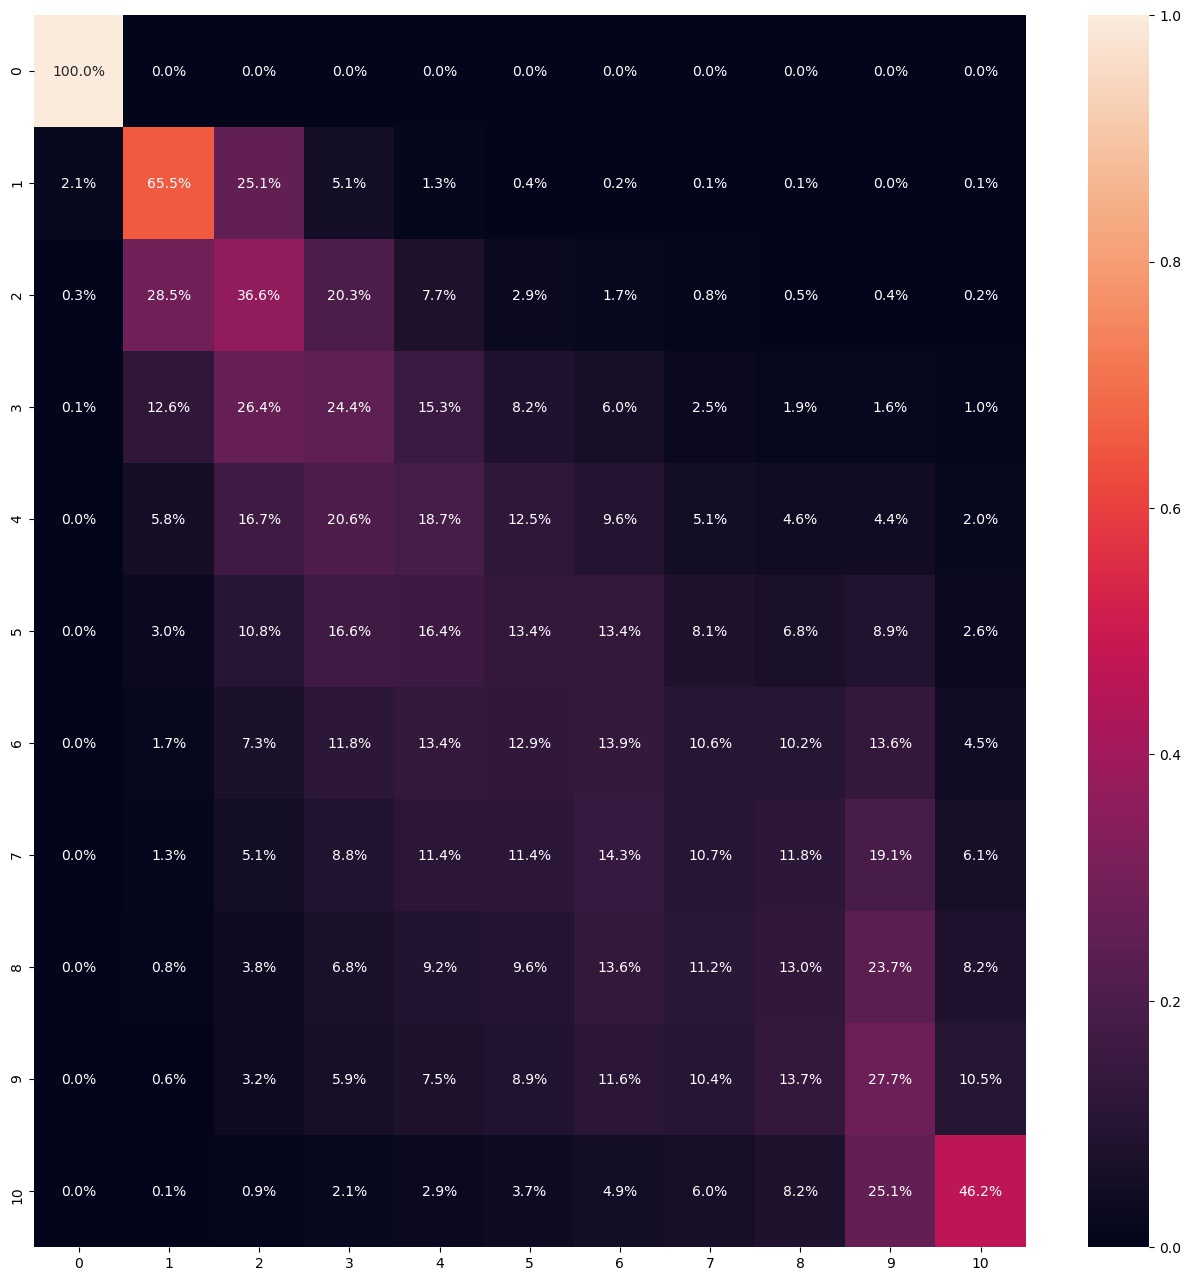 0 100.0% 0.0% 0.0% 0.0% 0.0% 0.0% 0.0% 0.0% 0.0% 0.0% 1.0
1 2.1% 65.5% 25.1% 5.1% 1.3% 0.4% 0.2% 0.1% 0.1% 0.0% 0.1%
2 0.3% 28.5% 36.6% 20.3% 7.7% 2.9% 1.7% 0.8% 0.5% 0.4% 0.2% 0.8
3 0.1% 12.6% 26.4% 24.4% 15.3% 8.2% 6.0% 2.5% 1.9% 1.6% 1.0%
4 0.0% 5.8% 16.7% 20.6% 18.7% 12.5% 9.6% 5.1% 4.6% 4.4% 2.0% 0.6
5 0.0% 3.0% 10.8% 16.6% 16.4% 13.4% 13.4% 8.1% 6.8% 8.9% 2.6%
6 0.0% 1.7% 7.3% 11.8% 13.4% 12.9% 13.9% 10.6% 10.2% 13.6% 4.5% 0.4
7 0.0% 1.3% 5.1% 8.8% 11.4% 11.4% 14.3% 10.7% 11.8% 19.1% 6.1%
8 0.0% 0.8% 3.8% 6.8% 9.2% 9.6% 13.6% 11.2% 13.0% 23.7% 8.2% 0.2
9 0.0% 0.6% 3.2% 5.9% 7.5% 8.9% 11.6% 10.4% 13.7% 27.7% 10.5%
10 0.0% 0.1% 0.9% 2.1% 2.9% 3.7% 4.9% 6.0% 8.2% 25.1% 46.2% 0.0
0 1 2 3 4 5 6 7 8 9 10